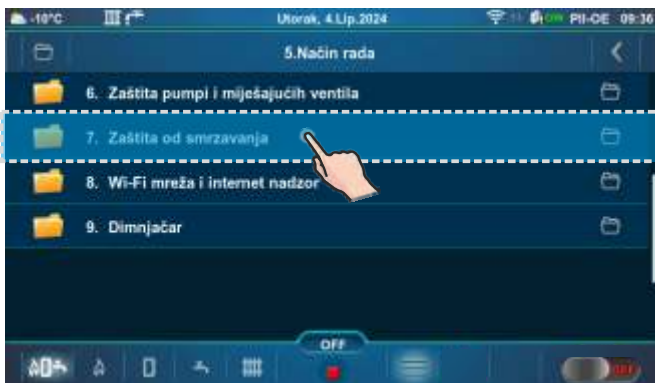 -10°C Utorak, 4.Lip.2024 PII-OE 09:36
5.Način rada
6. Zaštita pumpi i miješajućih ventila
7. Zaštita od smrzavanja
8. Wi-Fi mreža i internet nadzor
9. Dimnjačar
OFF
OFF